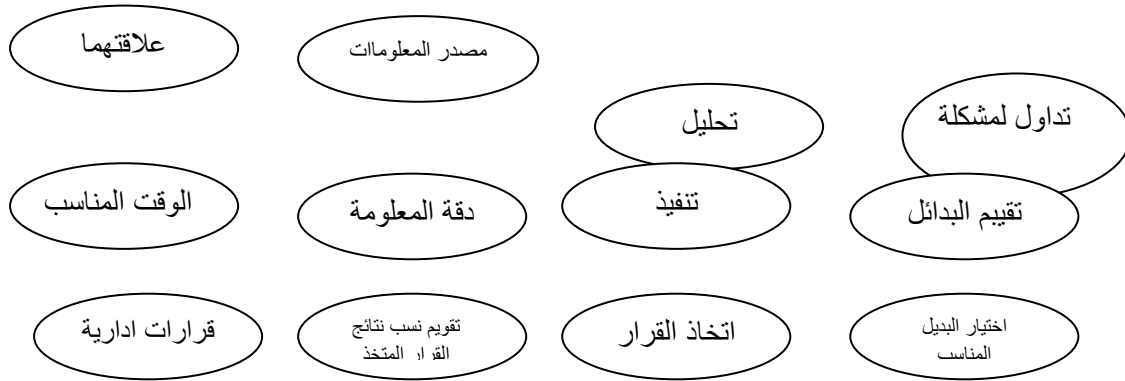 علاقتهما
مصدر المعلوماات
تحليل
تداول لمشكلة
الوقت المناسب
دقة المعلومة
تنفيذ
تقييم البدائل
قرارات ادارية
تقويم نسب نتائج
القرار المتخذ
اتخاذ القرار
اختيار البديل
المناسب